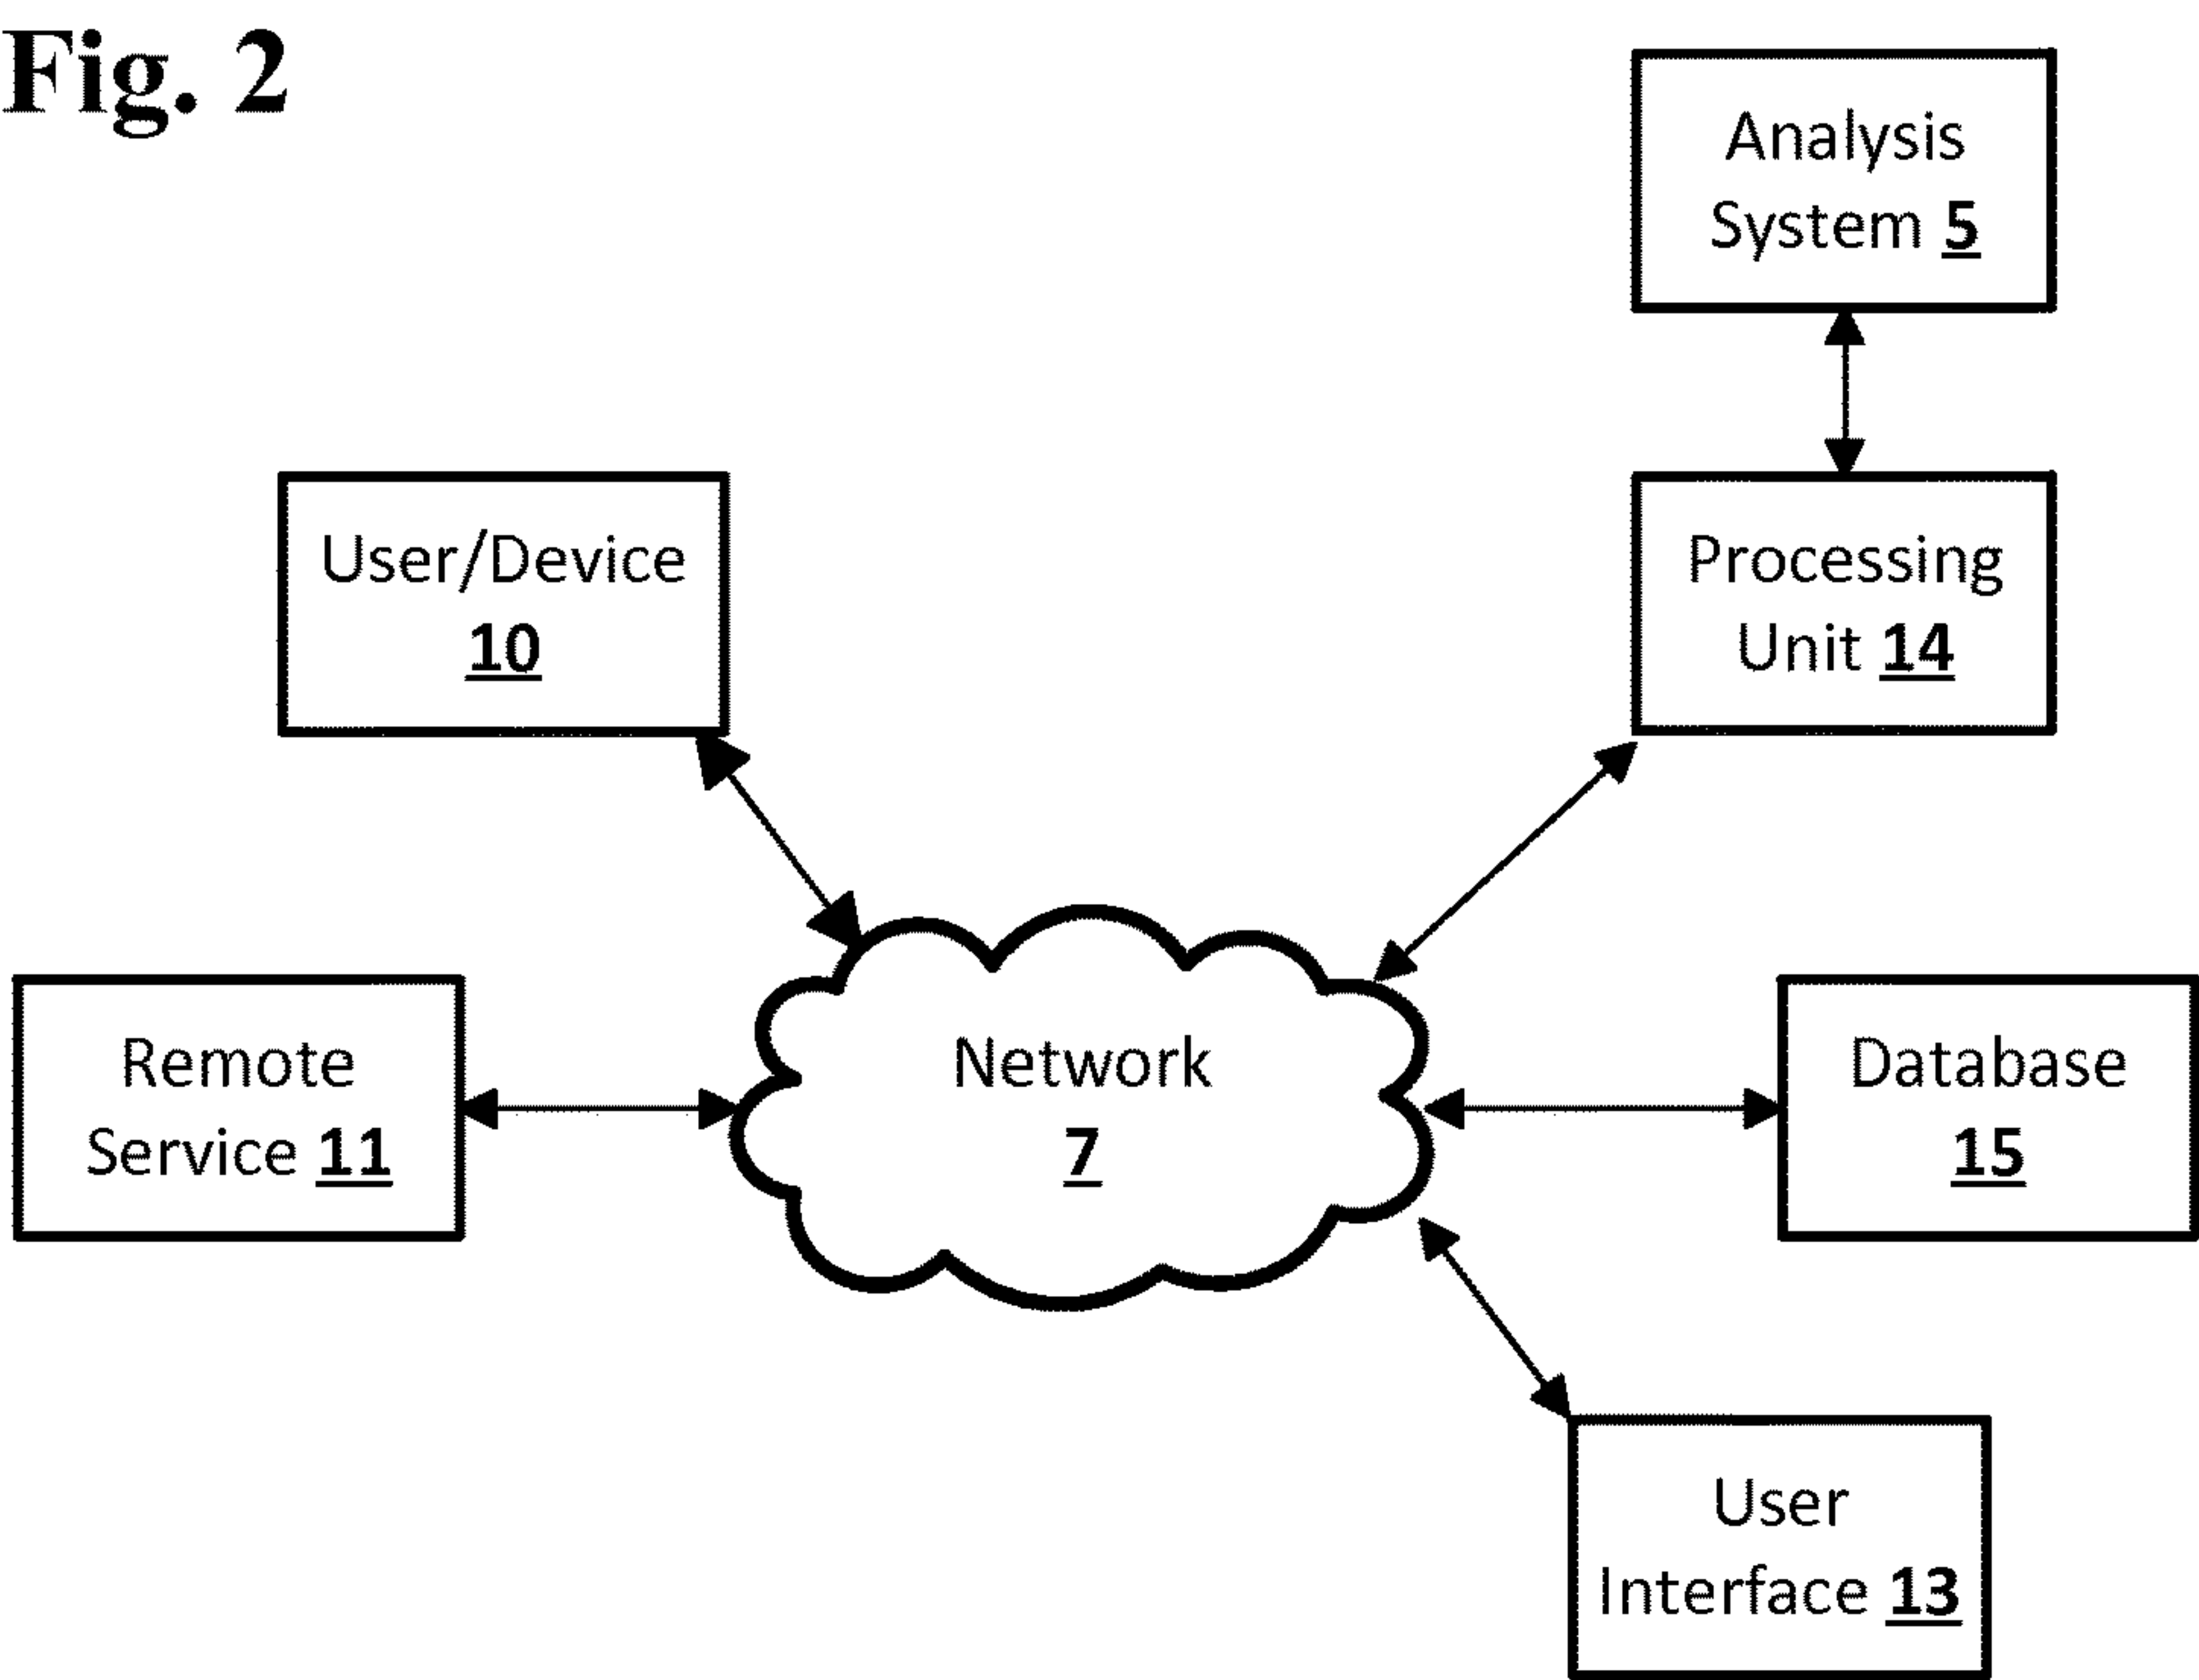 Fig. 2
Analysis
System 5
User/Device
10
Processing
Unit 14
Remote
Service 11
Network
7
Database
15
User
Interface 13